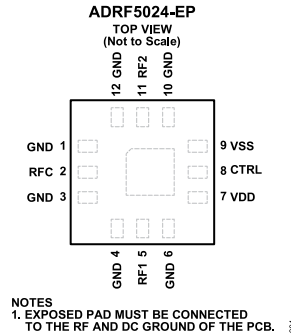 ADRF5024-EP
TOP VIEW
(Not to Scale)
12 GND
11 RF2
10 GND
GND 1
RFC 2
GND 3
9 VSS
8 CTRL
7 VDD
GND 4
RF1 5
GND 6
NOTES
1. EXPOSED PAD MUST BE CONNECTED
TO THE RF AND DC GROUND OF THE PCB.